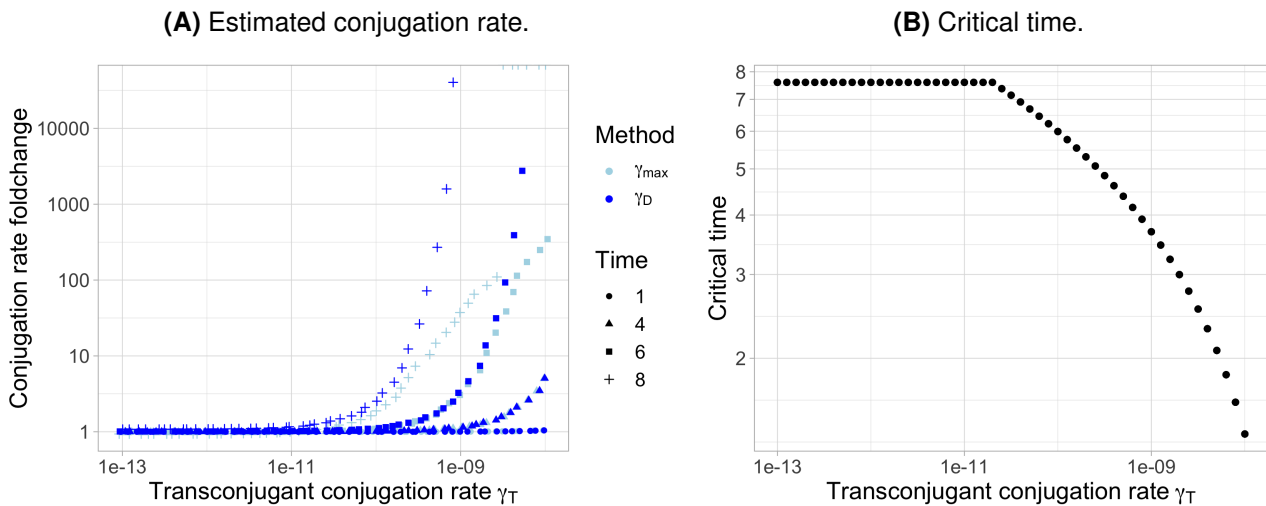 (A) Estimated conjugation rate.
Conjugation rate foldchange
10000
1000
100
10
1
1e-13
1e-11
1e-09
Transconjugant conjugation rate γT
Method
γmax
γD
Time
1
4
6
8
(B) Critical time.
Critical time
8
7
6
5
4
3
2
1e-13
1e-11
1e-09
Transconjugant conjugation rate γT